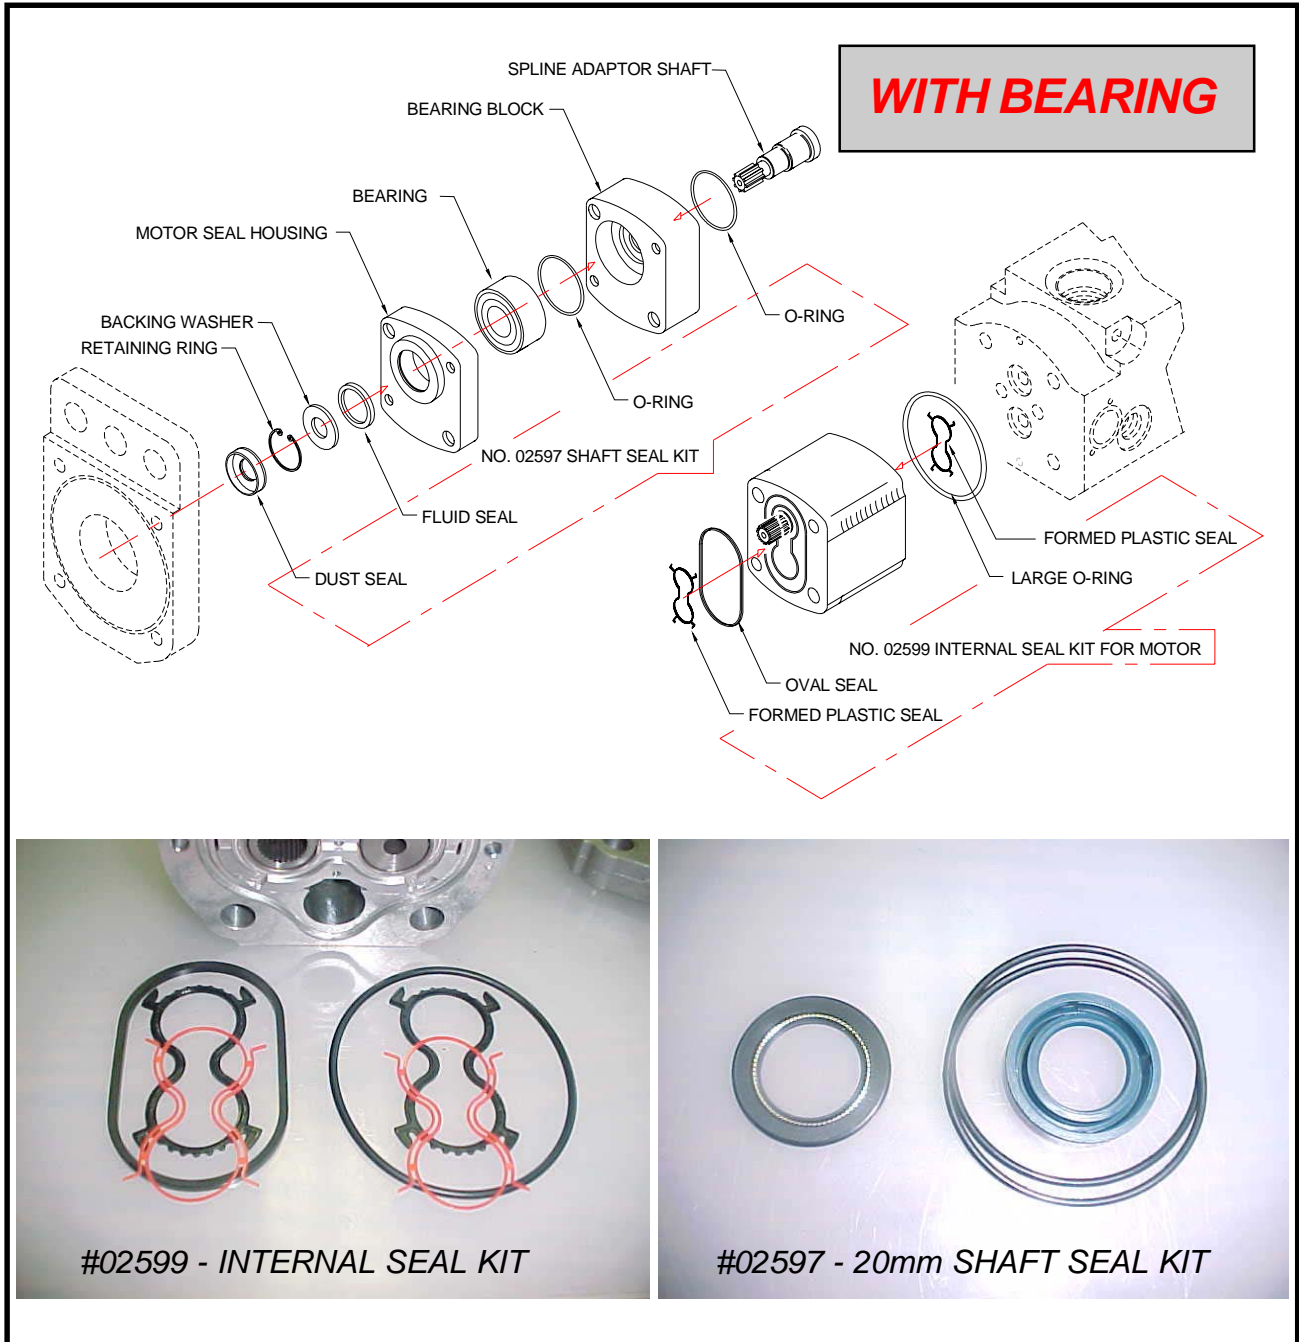 WITH BEARING
SPLINE ADAPTOR SHAFT
BEARING BLOCK
BEARING
MOTOR SEAL HOUSING
BACKING WASHER
RETAINING RING
O-RING
O-RING
NO. 02597 SHAFT SEAL KIT
FLUID SEAL
DUST SEAL
FORMED PLASTIC SEAL
LARGE O-RING
NO. 02599 INTERNAL SEAL KIT FOR MOTOR
OVAL SEAL
FORMED PLASTIC SEAL
#02599 - INTERNAL SEAL KIT
#02597 - 20mm SHAFT SEAL KIT